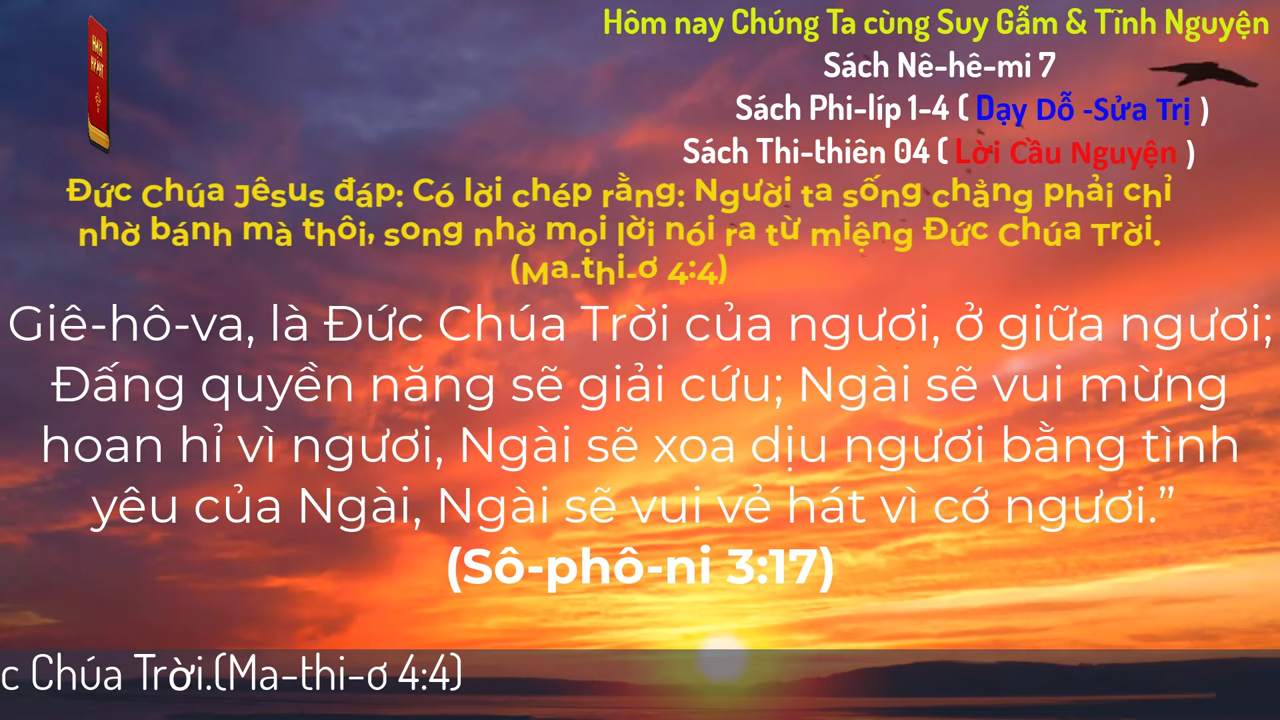 Hôm nay Chúng Ta cùng Suy Gẫm & Tĩnh Nguyện
Sách Nê-hê-mi 7
Sách Phi-líp 1-4 ( Dạy Dỗ -Sửa Trị )
Sách Thi-thiên 04 ( Lời Cầu Nguyện )
Đức Chúa Jêsus đáp: Có lời chép rằng: Người ta sống chẳng phải chỉ
nhờ bánh mà thôi, song nhờ mọi lời nói ra từ miệng Đức Chúa Trời.
(Ma-thi-ơ 4:4)
Giê-hô-va, là Đức Chúa Trời của ngươi, ở giữa ngươi;
Đấng quyền năng sẽ giải cứu; Ngài sẽ vui mừng
hoan hỉ vì ngươi, Ngài sẽ xoa dịu ngươi bằng tình
yêu của Ngài, Ngài sẽ vui vẻ hát vì cớ ngươi.”
(Sô-phô-ni 3:17)
c Chúa Trời.(Ma-thi-ơ 4:4)